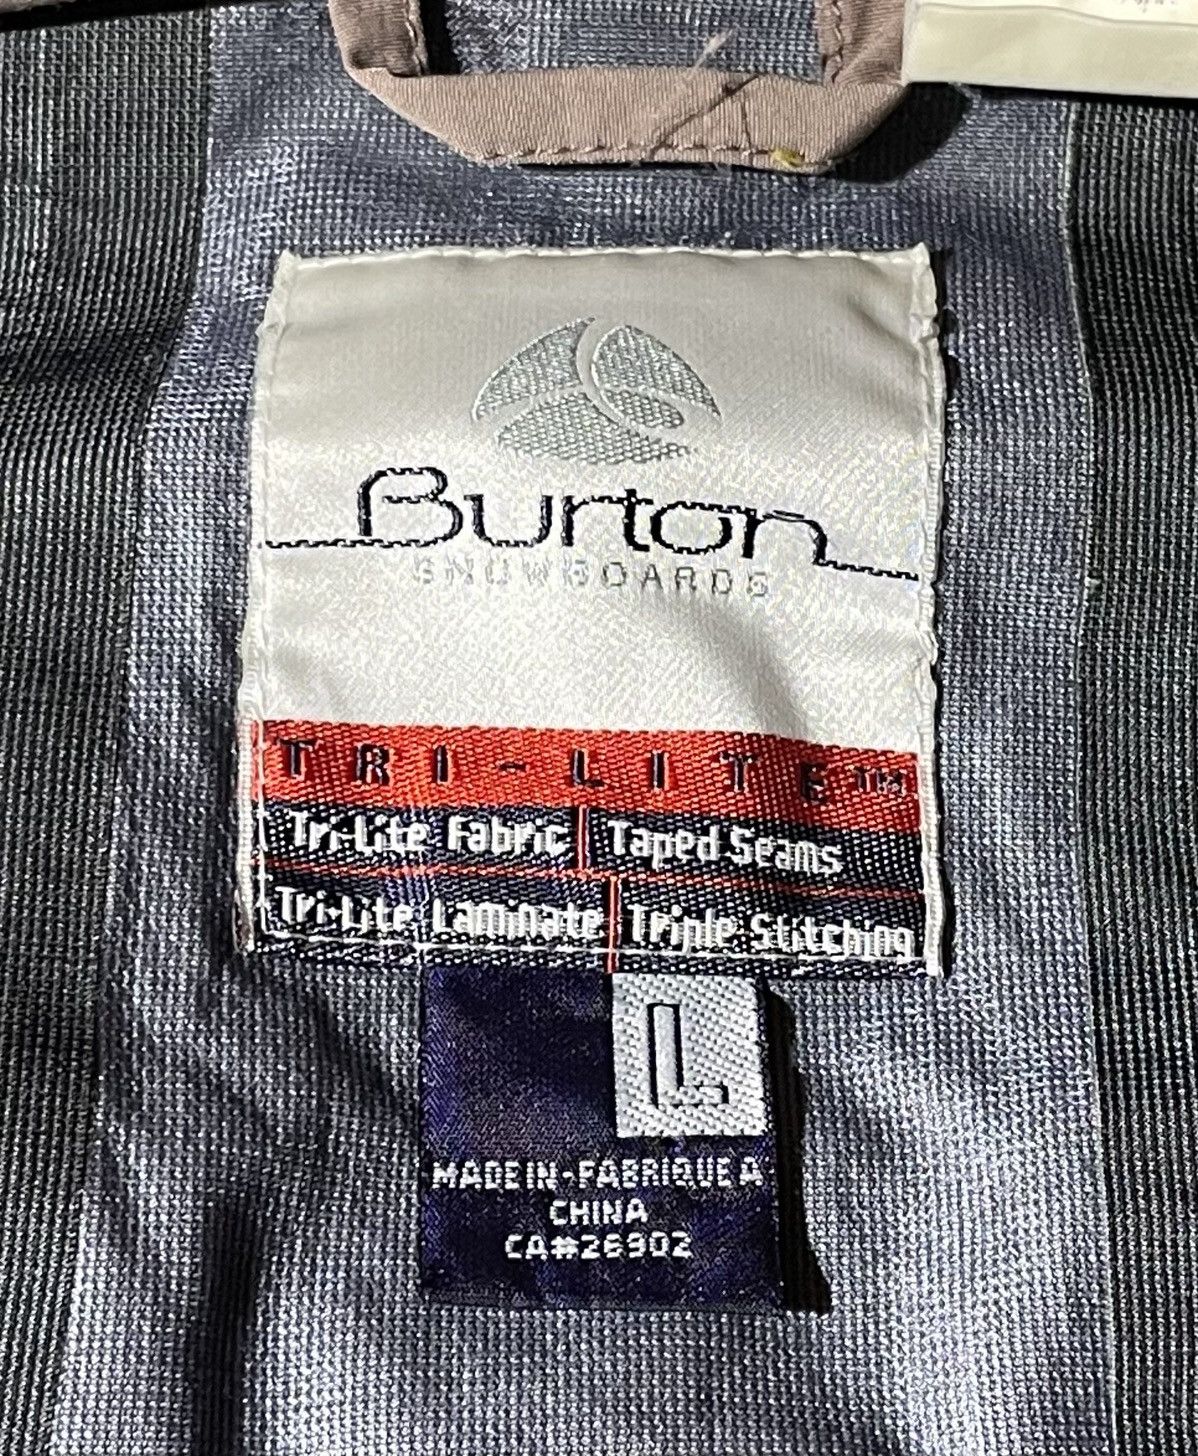 Burton
SNOWBOARDS
TRI-LITE™
Tri-Lite Fabric Taped Seams
Tri-Lite Laminate Triple Stitching
L
MADE IN-FABRIQUE A
CHINA
CA#26902